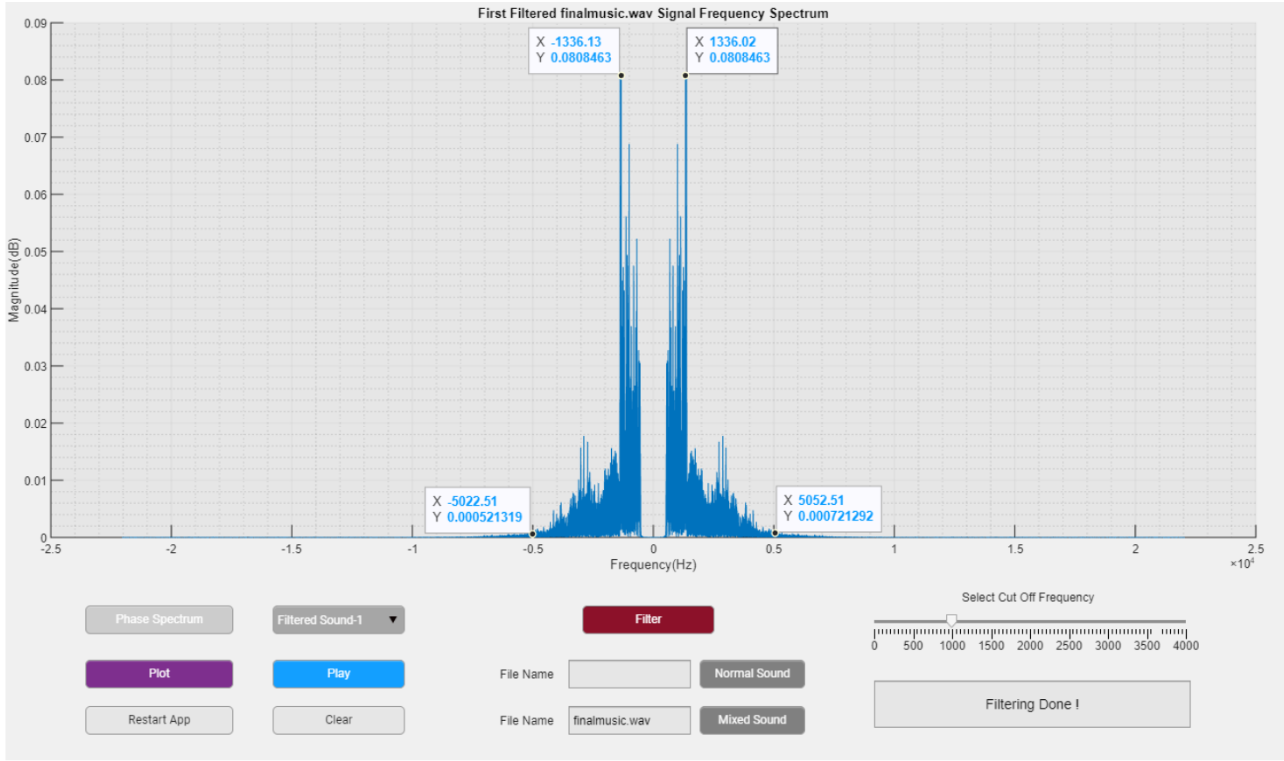 First Filtered finalmusic.wav Signal Frequency Spectrum
0.09
0.08
0.07
0.06
0.05
0.04
0.03
0.02
0.01
0
Magnitude(dB)
X -1336.13
Y 0.0808463
X 1336.02
Y 0.0808463
X -5022.51
Y 0.000521319
X 5052.51
Y 0.000721292
-2.5 -2 -1.5 -1 -0.5 0 0.5 1 1.5 2 2.5
×10⁴
Frequency(Hz)
Select Cut Off Frequency
Phase Spectrum Filtered Sound-1 Filter
0 500 1000 1500 2000 2500 3000 3500 4000
Plot Play File Name Normal Sound
Filtering Done !
Restart App Clear File Name finalmusic.wav Mixed Sound